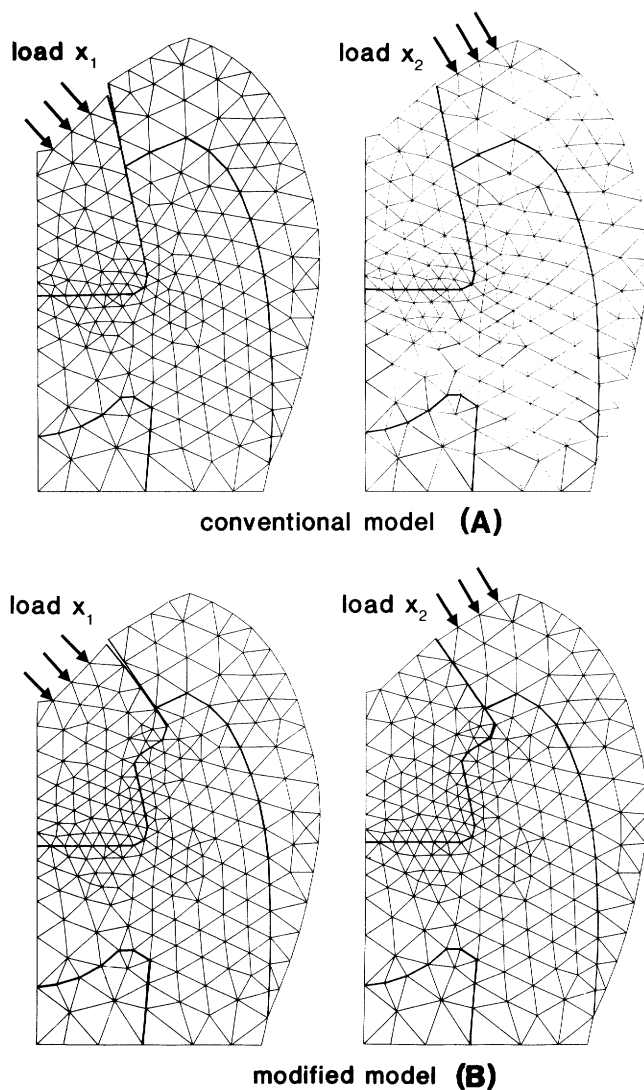 load x₁
load x₂
conventional model (A)
load x₁
load x₂
modified model (B)